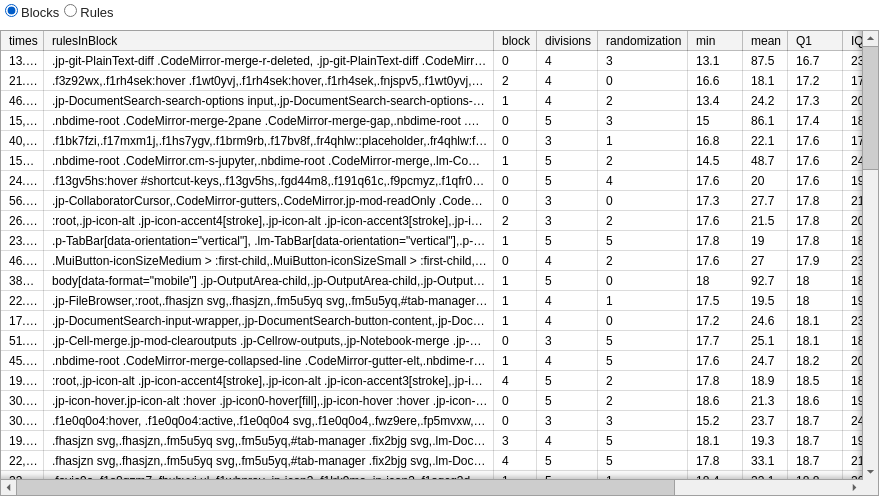 Blocks Rules
times rulesInBlock block divisions randomization min mean Q1 IQ
13.… .jp-git-PlainText-diff .CodeMirror-merge-r-deleted, .jp-git-PlainText-diff .CodeMirr… 0 4 3 13.1 87.5 16.7 23
21.… .f3z92wx,.f1rh4sek:hover .f1wt0yvj,.f1rh4sek:hover,.f1rh4sek,.fnjspv5,.f1wt0yvj,… 2 4 0 16.6 18.1 17.2 17
46.… .jp-DocumentSearch-search-options input,.jp-DocumentSearch-search-options-… 1 4 2 13.4 24.2 17.3 20
15,… .nbdime-root .CodeMirror-merge-2pane .CodeMirror-merge-gap,.nbdime-root .… 0 5 3 15 86.1 17.4 18
40,… .f1bk7fzi,.f17mxm1j,.f1hs7ygv,.f1brm9rb,.f17bv8f,.fr4qhlw::placeholder,.fr4qhlw:f… 0 3 1 16.8 22.1 17.6 17
15… .nbdime-root .CodeMirror.cm-s-jupyter,.nbdime-root .CodeMirror-merge,.lm-Co… 1 5 2 14.5 48.7 17.6 24
24.… .f13gv5hs:hover #shortcut-keys,.f13gv5hs,.fgd44m8,.f191q61c,.f9pcmyz,.f1qfr0… 0 5 4 17.6 20 17.6 19
56.… .jp-CollaboratorCursor,.CodeMirror-gutters,.CodeMirror.jp-mod-readOnly .Code… 0 3 0 17.3 27.7 17.8 21
26.… :root,.jp-icon-alt .jp-icon-accent4[stroke],.jp-icon-alt .jp-icon-accent3[stroke],.jp-i… 2 3 2 17.6 21.5 17.8 20
23.… .p-TabBar[data-orientation="vertical"], .lm-TabBar[data-orientation="vertical"],.p-… 1 5 5 17.8 19 17.8 18
46.… .MuiButton-iconSizeMedium > :first-child,.MuiButton-iconSizeSmall > :first-child,… 0 4 2 17.6 27 17.9 23
38… body[data-format="mobile"] .jp-OutputArea-child,.jp-OutputArea-child,.jp-Output… 1 5 0 18 92.7 18 18
22.… .jp-FileBrowser,:root,.fhasjzn svg,.fhasjzn,.fm5u5yq svg,.fm5u5yq,#tab-manager… 1 4 1 17.5 19.5 18 19
17.… .jp-DocumentSearch-input-wrapper,.jp-DocumentSearch-button-content,.jp-Doc… 1 4 0 17.2 24.6 18.1 23
51.… .jp-Cell-merge.jp-mod-clearoutputs .jp-Cellrow-outputs,.jp-Notebook-merge .jp-… 0 3 5 17.7 25.1 18.1 18
45.… .nbdime-root .CodeMirror-merge-collapsed-line .CodeMirror-gutter-elt,.nbdime-r… 1 4 5 17.6 24.7 18.2 20
19.… :root,.jp-icon-alt .jp-icon-accent4[stroke],.jp-icon-alt .jp-icon-accent3[stroke],.jp-i… 4 5 2 17.8 18.9 18.5 18
30.… .jp-icon-hover.jp-icon-alt :hover .jp-icon0-hover[fill],.jp-icon-hover :hover .jp-icon-… 0 5 2 18.6 21.3 18.6 19
30.… .f1e0q0o4:hover, .f1e0q0o4:active,.f1e0q0o4 svg,.f1e0q0o4,.fwz9ere,.fp5mvxw,… 0 3 3 15.2 23.7 18.7 24
19.… .fhasjzn svg,.fhasjzn,.fm5u5yq svg,.fm5u5yq,#tab-manager .fix2bjg svg,.lm-Doc… 3 4 5 18.1 19.3 18.7 19
22,… .fhasjzn svg,.fhasjzn,.fm5u5yq svg,.fm5u5yq,#tab-manager .fix2bjg svg,.lm-Doc… 4 5 5 17.8 33.1 18.7 21